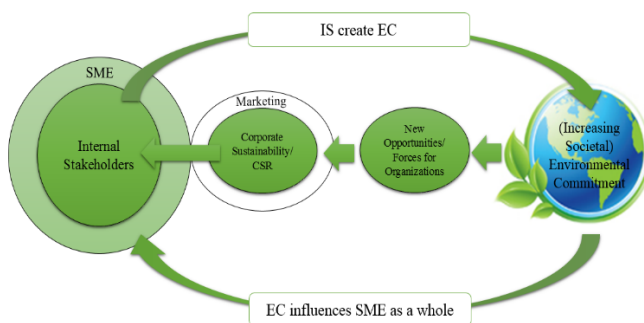 IS create EC
SME
Internal
Stakeholders
Marketing
Corporate
Sustainability/
CSR
New
Opportunities/
Forces for
Organizations
(Increasing
Societal)
Environmental
Commitment
EC influences SME as a whole